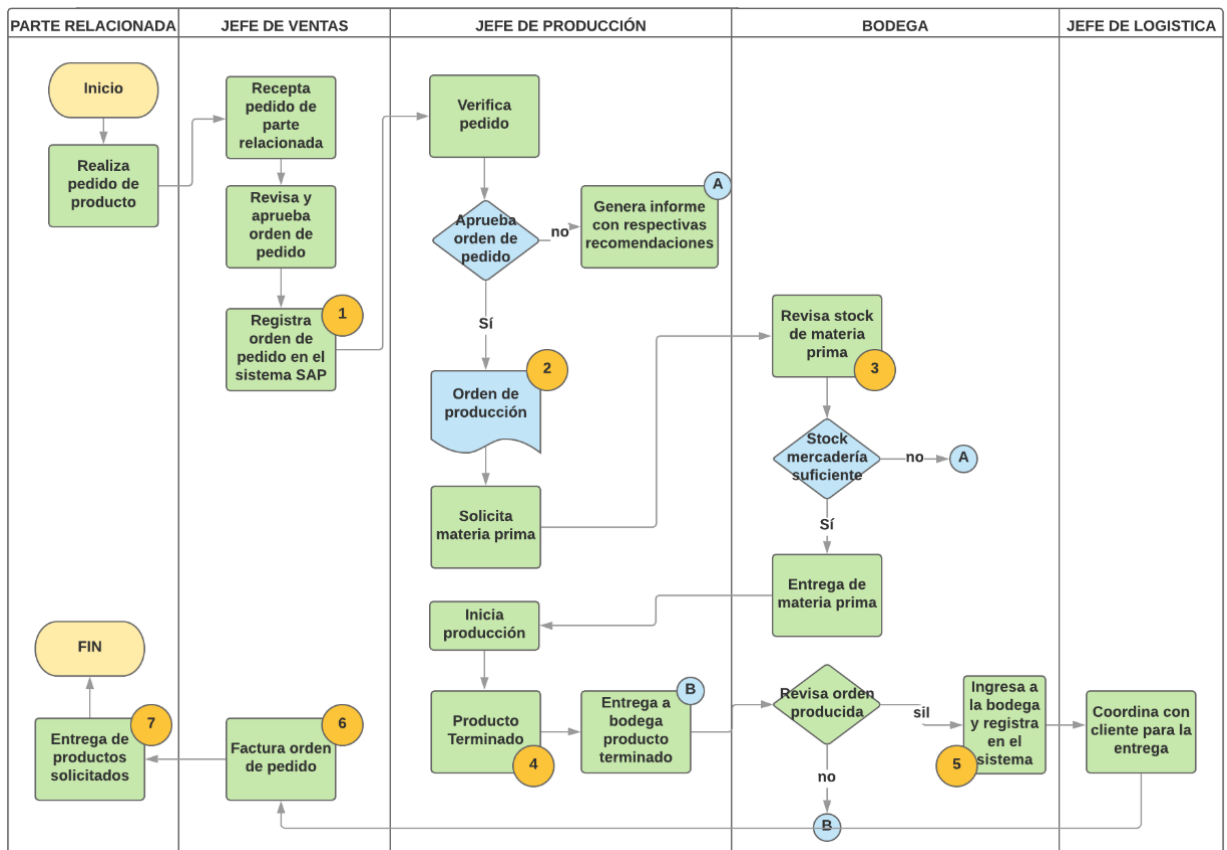 PARTE RELACIONADA
JEFE DE VENTAS
JEFE DE PRODUCCIÓN
BODEGA
JEFE DE LOGISTICA
Inicio
Realiza
pedido de
producto
Recepta
pedido de
parte
relacionada
Revisa y
aprueba
orden de
pedido
Registra
orden de
pedido en el
sistema SAP
1
Verifica
pedido
Aprueba
orden de
pedido
no
Genera informe
con respectivas
recomendaciones
A
Sí
Orden de
producción
2
Solicita
materia prima
Revisa stock
de materia
prima
3
Stock
mercadería
suficiente
no
A
Sí
Entrega de
materia prima
Inicia
producción
Producto
Terminado
4
Entrega a
bodega
producto
terminado
B
Revisa orden
producida
sil
no
B
Ingresa a
la bodega
y registra
en el
sistema
5
Coordina con
cliente para la
entrega
Factura orden
de pedido
6
Entrega de
productos
solicitados
7
FIN